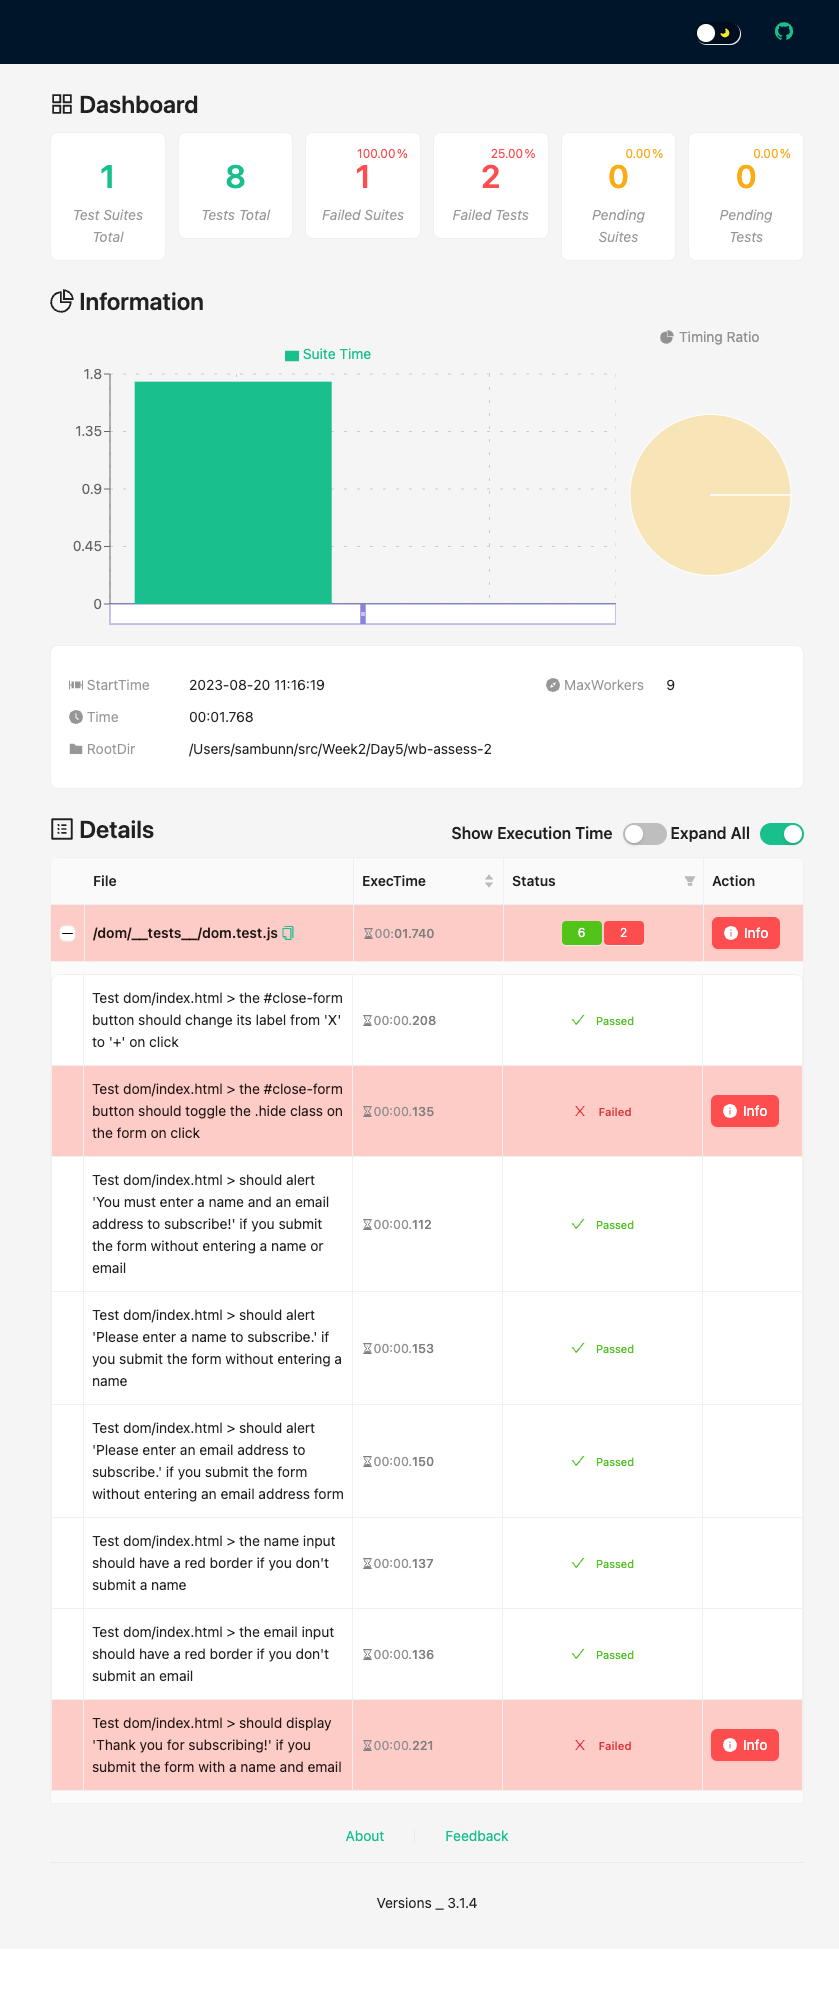 Dashboard
1
Test Suites
Total
8
Tests Total
100.00%
1
Failed Suites
25.00%
2
Failed Tests
0.00%
0
Pending
Suites
0.00%
0
Pending
Tests
Information
Suite Time
1.8
1.35
0.9
0.45
0
Timing Ratio
StartTime 2023-08-20 11:16:19 MaxWorkers 9
Time 00:01.768
RootDir /Users/sambunn/src/Week2/Day5/wb-assess-2
Details Show Execution Time Expand All
File ExecTime Status Action
/dom/__tests__/dom.test.js 00:01.740 6 2 Info
Test dom/index.html > the #close-form
button should change its label from 'X'
to '+' on click
00:00.208 Passed
Test dom/index.html > the #close-form
button should toggle the .hide class on
the form on click
00:00.135 Failed Info
Test dom/index.html > should alert
'You must enter a name and an email
address to subscribe!' if you submit
the form without entering a name or
email
00:00.112 Passed
Test dom/index.html > should alert
'Please enter a name to subscribe.' if
you submit the form without entering a
name
00:00.153 Passed
Test dom/index.html > should alert
'Please enter an email address to
subscribe.' if you submit the form
without entering an email address form
00:00.150 Passed
Test dom/index.html > the name input
should have a red border if you don't
submit a name
00:00.137 Passed
Test dom/index.html > the email input
should have a red border if you don't
submit an email
00:00.136 Passed
Test dom/index.html > should display
'Thank you for subscribing!' if you
submit the form with a name and email
00:00.221 Failed Info
About Feedback
Versions _ 3.1.4